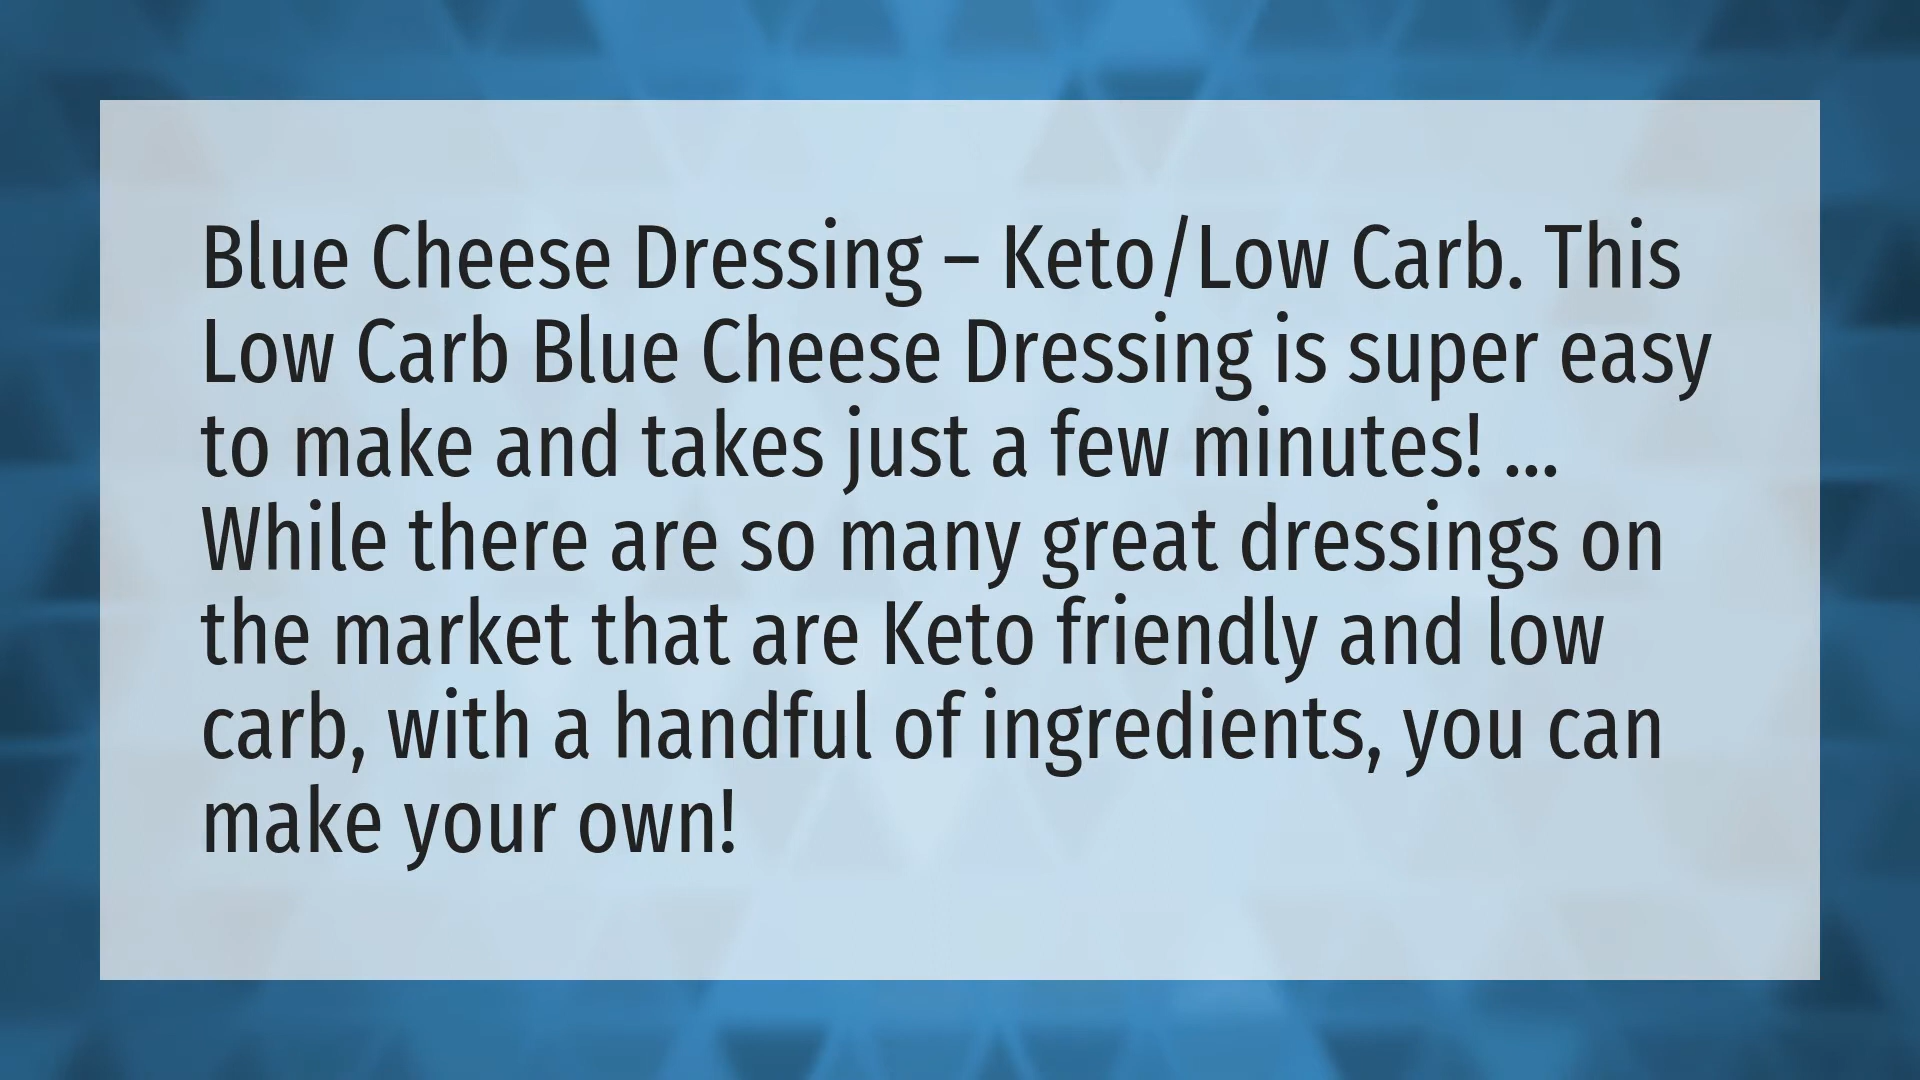 Blue Cheese Dressing – Keto/Low Carb. This
Low Carb Blue Cheese Dressing is super easy
to make and takes just a few minutes! ...
While there are so many great dressings on
the market that are Keto friendly and low
carb, with a handful of ingredients, you can
make your own!